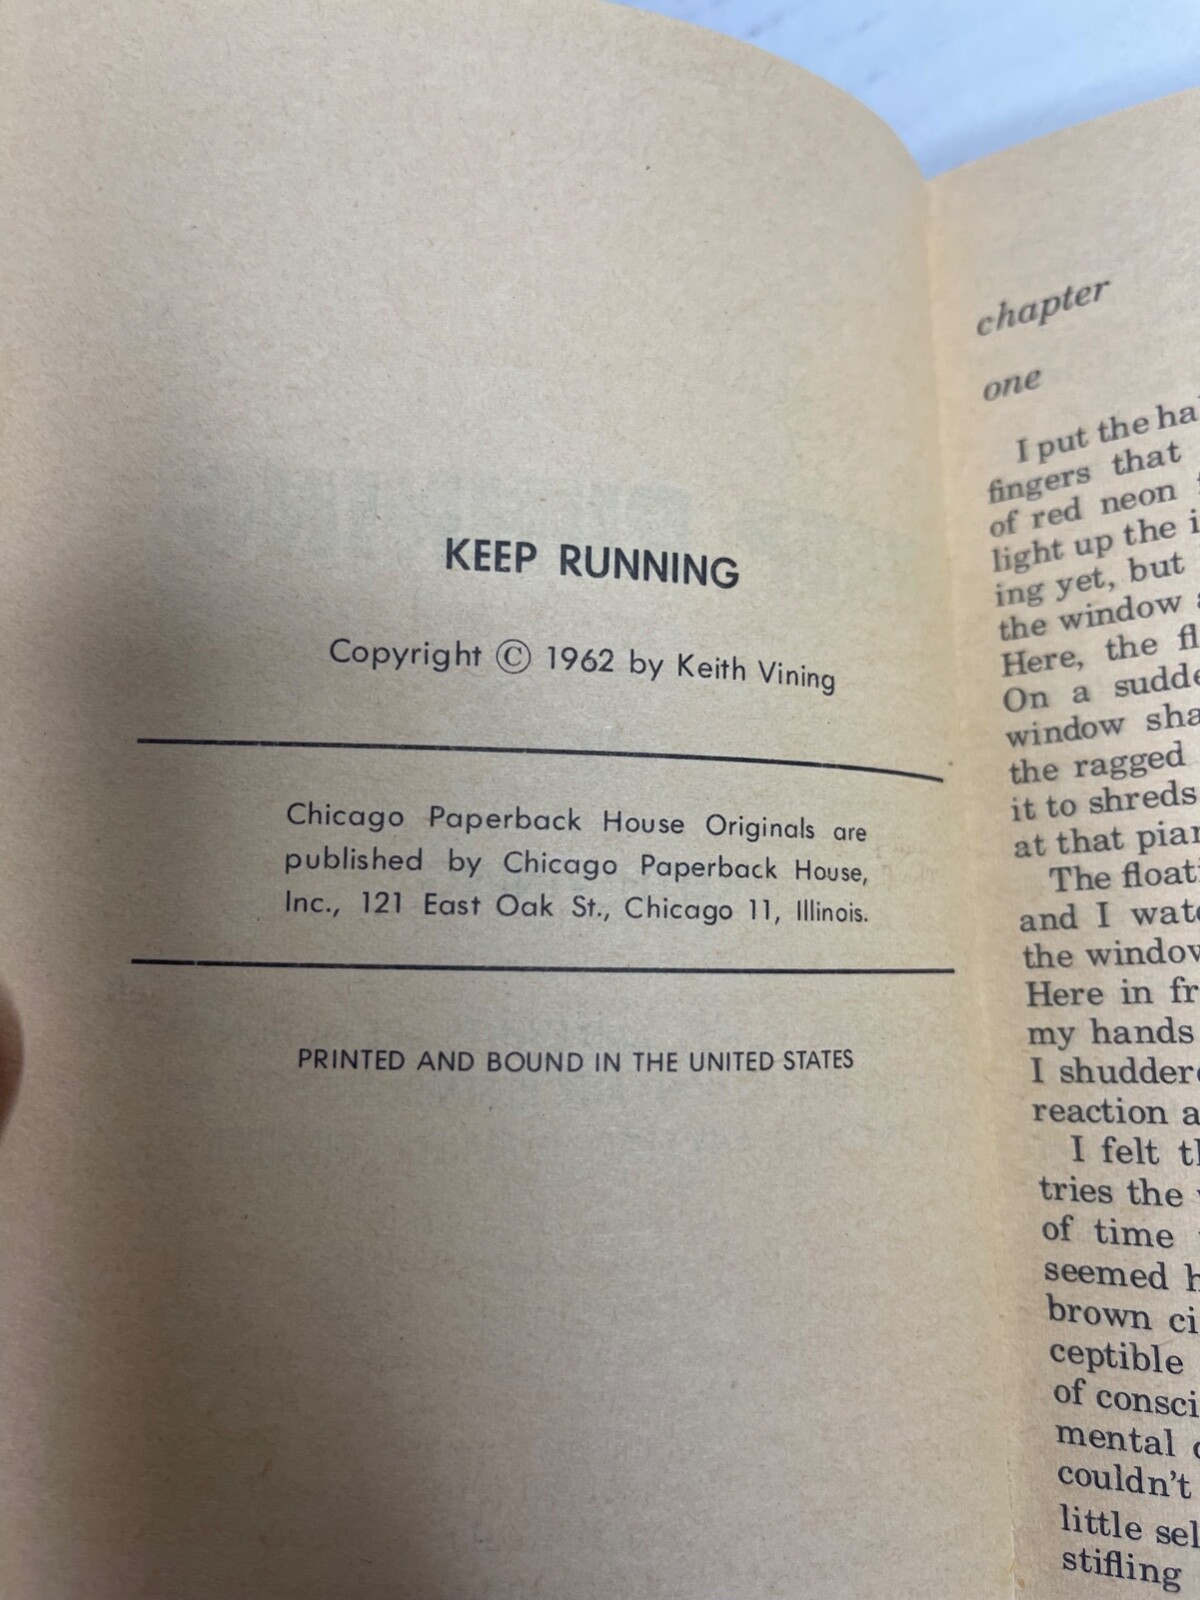 KEEP RUNNING
Copyright © 1962 by Keith Vining
Chicago Paperback House Originals are
published by Chicago Paperback House,
Inc., 121 East Oak St., Chicago 11, Illinois.
PRINTED AND BOUND IN THE UNITED STATES
chapter
one
I put the
fingers that
of red neon
light up the
ing yet, but
the window
Here, the
On a
window
the ragged
it to shreds
at that
The
and I
the
Here in
my hands
I
reaction
I felt
tries the
of time
seemed
brown
ceptible
of
mental
couldn't
little
stifling